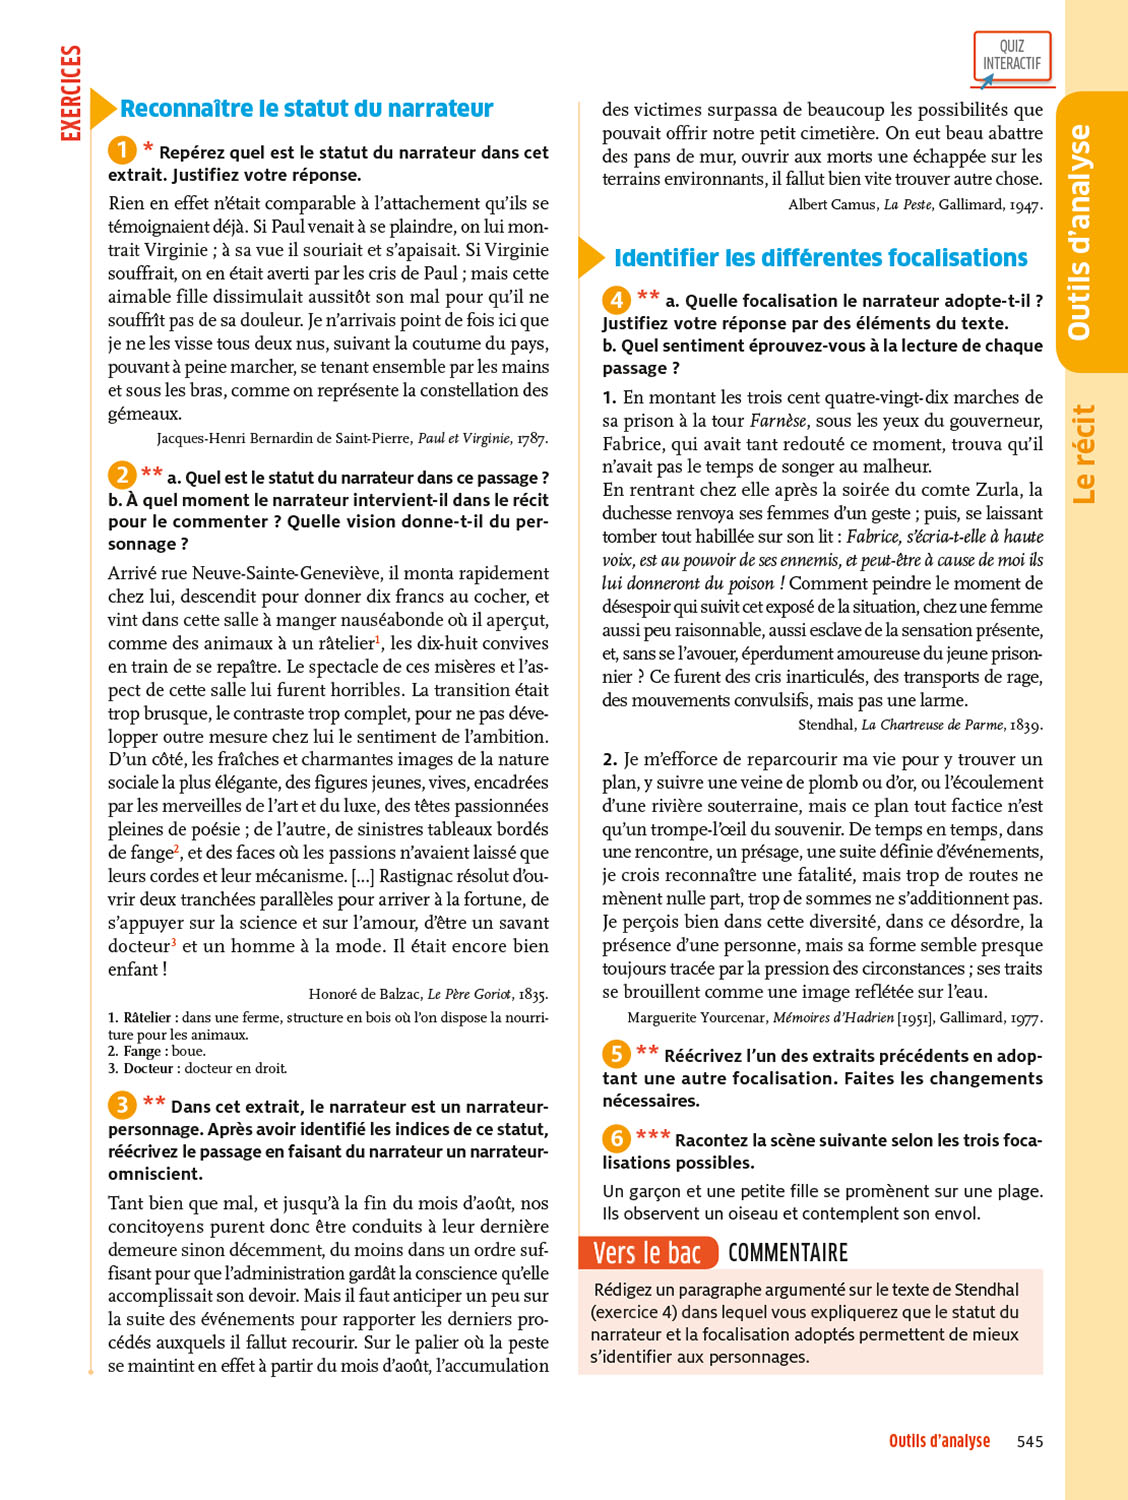 EXERCICES
QUIZ
INTERACTIF
Reconnaître le statut du narrateur
1 * Repérez quel est le statut du narrateur dans cet
extrait. Justifiez votre réponse.
Rien en effet n'était comparable à l'attachement qu'ils se
témoignaient déjà. Si Paul venait à se plaindre, on lui mon-
trait Virginie ; à sa vue il souriait et s'apaisait. Si Virginie
souffrait, on en était averti par les cris de Paul ; mais cette
aimable fille dissimulait aussitôt son mal pour qu'il ne
souffrît pas de sa douleur. Je n'arrivais point de fois ici que
je ne les visse tous deux nus, suivant la coutume du pays,
pouvant à peine marcher, se tenant ensemble par les mains
et sous les bras, comme on représente la constellation des
gémeaux.
Jacques-Henri Bernardin de Saint-Pierre, Paul et Virginie, 1787.
2 ** a. Quel est le statut du narrateur dans ce passage ?
b. À quel moment le narrateur intervient-il dans le récit
pour le commenter ? Quelle vision donne-t-il du per-
sonnage ?
Arrivé rue Neuve-Sainte-Geneviève, il monta rapidement
chez lui, descendit pour donner dix francs au cocher, et
vint dans cette salle à manger nauséabonde où il aperçut,
comme des animaux à un râtelier1, les dix-huit convives
en train de se repaître. Le spectacle de ces misères et l'as-
pect de cette salle lui furent horribles. La transition était
trop brusque, le contraste trop complet, pour ne pas déve-
lopper outre mesure chez lui le sentiment de l'ambition.
D'un côté, les fraîches et charmantes images de la nature
sociale la plus élégante, des figures jeunes, vives, encadrées
par les merveilles de l'art et du luxe, des têtes passionnées
pleines de poésie ; de l'autre, de sinistres tableaux bordés
de fange2, et des faces où les passions n'avaient laissé que
leurs cordes et leur mécanisme. [...] Rastignac résolut d'ou-
vrir deux tranchées parallèles pour arriver à la fortune, de
s'appuyer sur la science et sur l'amour, d'être un savant
docteur3 et un homme à la mode. Il était encore bien
enfant !
Honoré de Balzac, Le Père Goriot, 1835.
1. Râtelier : dans une ferme, structure en bois où l'on dispose la nourri-
ture pour les animaux.
2. Fange : boue.
3. Docteur : docteur en droit.
3 ** Dans cet extrait, le narrateur est un narrateur-
personnage. Après avoir identifié les indices de ce statut,
réécrivez le passage en faisant du narrateur un narrateur-
omniscient.
Tant bien que mal, et jusqu'à la fin du mois d'août, nos
concitoyens purent donc être conduits à leur dernière
demeure sinon décemment, du moins dans un ordre suf-
fisant pour que l'administration gardât la conscience qu'elle
accomplissait son devoir. Mais il faut anticiper un peu sur
la suite des événements pour rapporter les derniers pro-
cédés auxquels il fallut recourir. Sur le palier où la peste
se maintint en effet à partir du mois d'août, l'accumulation
des victimes surpassa de beaucoup les possibilités que
pouvait offrir notre petit cimetière. On eut beau abattre
des pans de mur, ouvrir aux morts une échappée sur les
terrains environnants, il fallut bien vite trouver autre chose.
Albert Camus, La Peste, Gallimard, 1947.
Identifier les différentes focalisations
4 ** a. Quelle focalisation le narrateur adopte-t-il ?
Justifiez votre réponse par des éléments du texte.
b. Quel sentiment éprouvez-vous à la lecture de chaque
passage ?
1. En montant les trois cent quatre-vingt-dix marches de
sa prison à la tour Farnèse, sous les yeux du gouverneur,
Fabrice, qui avait tant redouté ce moment, trouva qu'il
n'avait pas le temps de songer au malheur.
En rentrant chez elle après la soirée du comte Zurla, la
duchesse renvoya ses femmes d'un geste ; puis, se laissant
tomber tout habillée sur son lit : Fabrice, s'écria-t-elle à haute
voix, est au pouvoir de ses ennemis, et peut-être à cause de moi ils
lui donneront du poison ! Comment peindre le moment de
désespoir qui suivit cet exposé de la situation, chez une femme
aussi peu raisonnable, aussi esclave de la sensation présente,
et, sans se l'avouer, éperdument amoureuse du jeune prison-
nier ? Ce furent des cris inarticulés, des transports de rage,
des mouvements convulsifs, mais pas une larme.
Stendhal, La Chartreuse de Parme, 1839.
2. Je m'efforce de reparcourir ma vie pour y trouver un
plan, y suivre une veine de plomb ou d'or, ou l'écoulement
d'une rivière souterraine, mais ce plan tout factice n'est
qu'un trompe-l'œil du souvenir. De temps en temps, dans
une rencontre, un présage, une suite définie d'événements,
je crois reconnaître une fatalité, mais trop de routes ne
mènent nulle part, trop de sommes ne s'additionnent pas.
Je perçois bien dans cette diversité, dans ce désordre, la
présence d'une personne, mais sa forme semble presque
toujours tracée par la pression des circonstances ; ses traits
se brouillent comme une image reflétée sur l'eau.
Marguerite Yourcenar, Mémoires d'Hadrien [1951], Gallimard, 1977.
5 ** Réécrivez l'un des extraits précédents en adop-
tant une autre focalisation. Faites les changements
nécessaires.
6 *** Racontez la scène suivante selon les trois foca-
lisations possibles.
Un garçon et une petite fille se promènent sur une plage.
Ils observent un oiseau et contemplent son envol.
Vers le bac COMMENTAIRE
Rédigez un paragraphe argumenté sur le texte de Stendhal
(exercice 4) dans lequel vous expliquerez que le statut du
narrateur et la focalisation adoptés permettent de mieux
s'identifier aux personnages.
Outils d'analyse
Le récit
Outils d'analyse 545